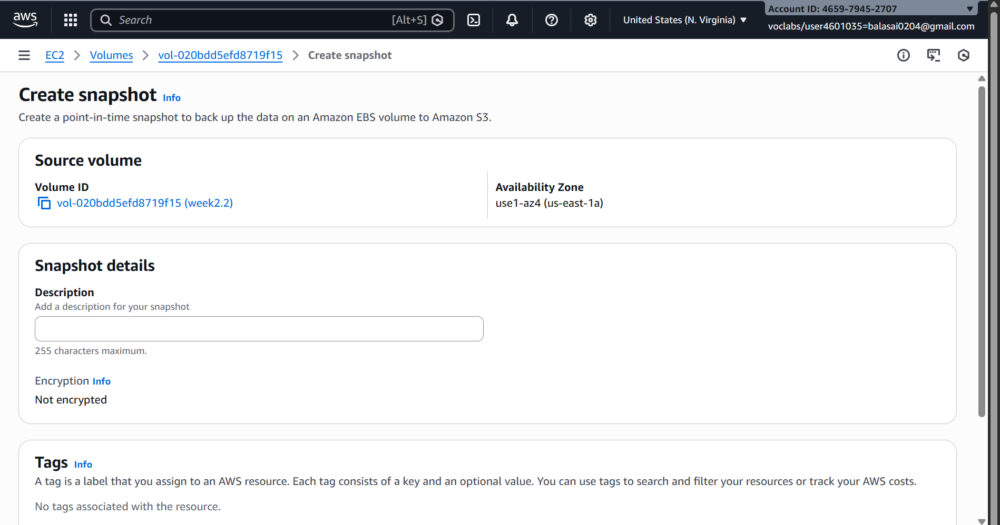 aws
Search [Alt+S]
United States (N. Virginia)
Account ID: 4659-7945-2707
voclabs/user4601035=balasai0204@gmail.com
EC2 Volumes vol-020bdd5efd8719f15 Create snapshot
Create snapshot Info
Create a point-in-time snapshot to back up the data on an Amazon EBS volume to Amazon S3.
Source volume
Volume ID
vol-020bdd5efd8719f15 (week2.2)
Availability Zone
use1-az4 (us-east-1a)
Snapshot details
Description
Add a description for your snapshot
255 characters maximum.
Encryption Info
Not encrypted
Tags Info
A tag is a label that you assign to an AWS resource. Each tag consists of a key and an optional value. You can use tags to search and filter your resources or track your AWS costs.
No tags associated with the resource.